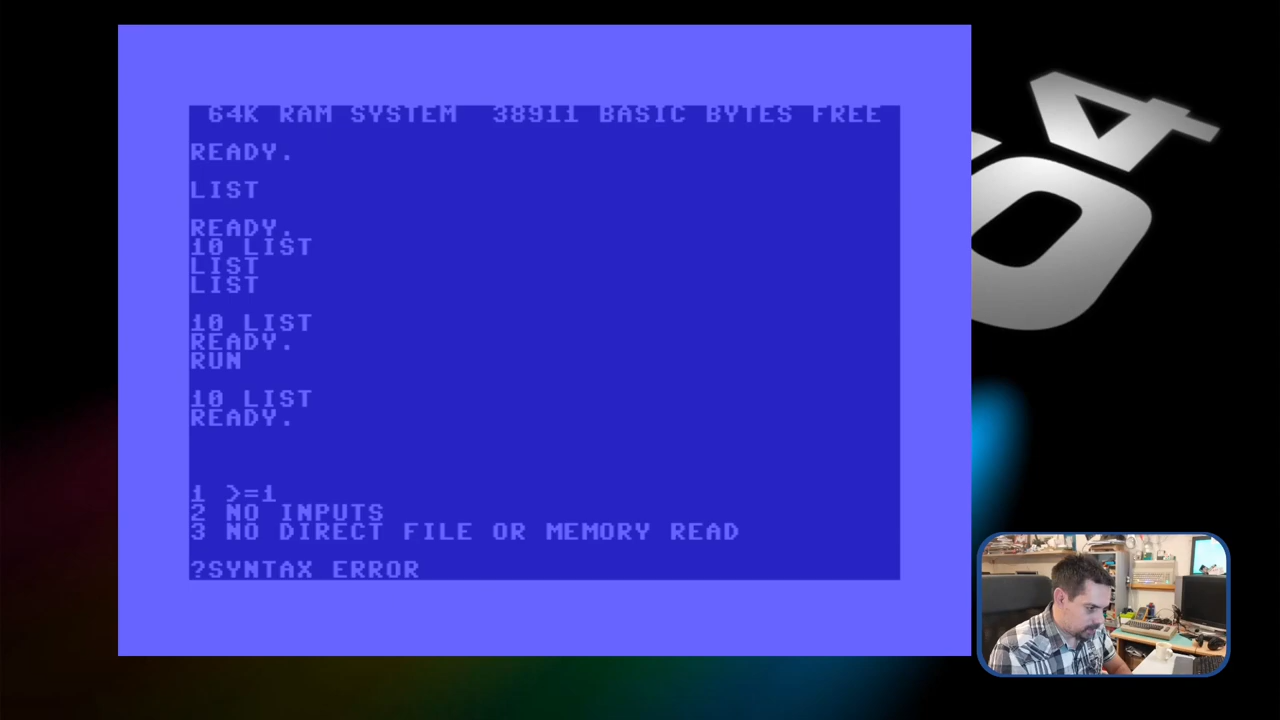 64K RAM SYSTEM  38911 BASIC BYTES FREE
READY.
LIST
READY.
10 LIST
LIST
LIST
10 LIST
READY.
RUN
10 LIST
READY.
1 >=1
2 NO INPUTS
3 NO DIRECT FILE OR MEMORY READ
?SYNTAX ERROR